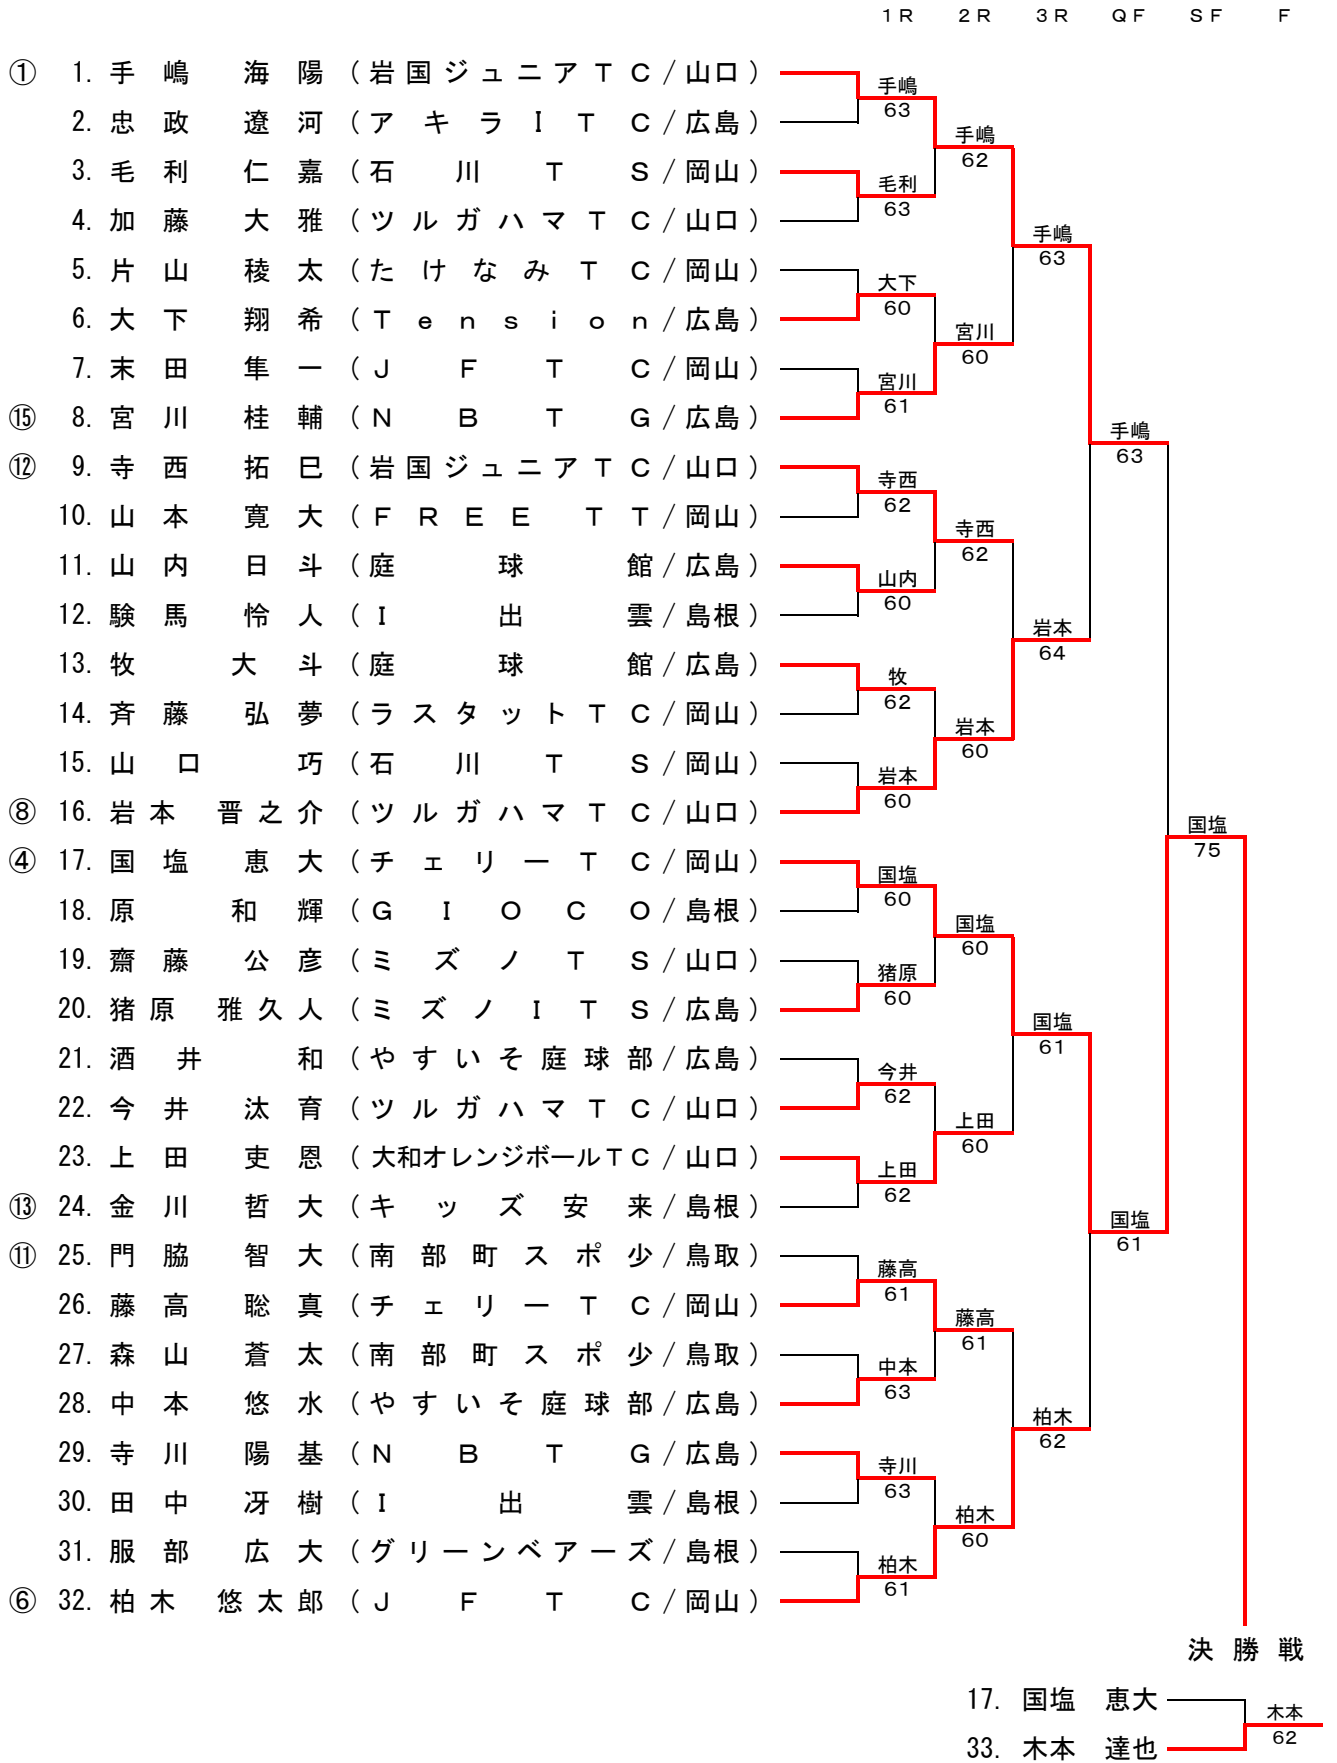 1R 2R 3R QF SF F
① 1. 手嶋 海陽 (岩国ジュニアTC/山口)
手嶋
63
2. 忠政 遼河 (アキラITC/広島)
手嶋
62
3. 毛利 仁嘉 (石川TS/岡山)
毛利
63
4. 加藤 大雅 (ツルガハマTC/山口)
手嶋
63
5. 片山 稜太 (たけなみTC/岡山)
大下
60
6. 大下 翔希 (Tension/広島)
宮川
60
7. 末田 隼一 (JFTC/岡山)
宮川
61
⑮ 8. 宮川 桂輔 (NBTG/広島)
手嶋
63
⑫ 9. 寺西 拓巳 (岩国ジュニアTC/山口)
寺西
62
10. 山本 寛大 (FREE TT/岡山)
寺西
62
11. 山内 日斗 (庭球館/広島)
山内
60
12. 験馬 怜人 (I出雲/島根)
岩本
64
13. 牧 大斗 (庭球館/広島)
牧
62
14. 斉藤 弘夢 (ラスタットTC/岡山)
岩本
60
15. 山口 巧 (石川TS/岡山)
岩本
60
⑧ 16. 岩本 晋之介 (ツルガハマTC/山口)
国塩
75
④ 17. 国塩 恵大 (チェリーTC/岡山)
国塩
60
18. 原 和輝 (GIOCO/島根)
国塩
60
19. 齋藤 公彦 (ミズノTS/山口)
猪原
60
20. 猪原 雅久人 (ミズノITS/広島)
国塩
61
21. 酒井 和 (やすいそ庭球部/広島)
今井
62
22. 今井 汰育 (ツルガハマTC/山口)
上田
60
23. 上田 吏恩 (大和オレンジボールTC/山口)
上田
62
⑬ 24. 金川 哲大 (キッズ安来/島根)
国塩
61
⑪ 25. 門脇 智大 (南部町スポ少/鳥取)
藤高
61
26. 藤高 聡真 (チェリーTC/岡山)
藤高
61
27. 森山 蒼太 (南部町スポ少/鳥取)
中本
63
28. 中本 悠水 (やすいそ庭球部/広島)
柏木
62
29. 寺川 陽基 (NBTG/広島)
寺川
63
30. 田中 冴樹 (I出雲/島根)
柏木
60
31. 服部 広大 (グリーンベアーズ/島根)
柏木
61
⑥ 32. 柏木 悠太郎 (JFTC/岡山)
決勝戦
17. 国塩 恵大
木本
62
33. 木本 達也